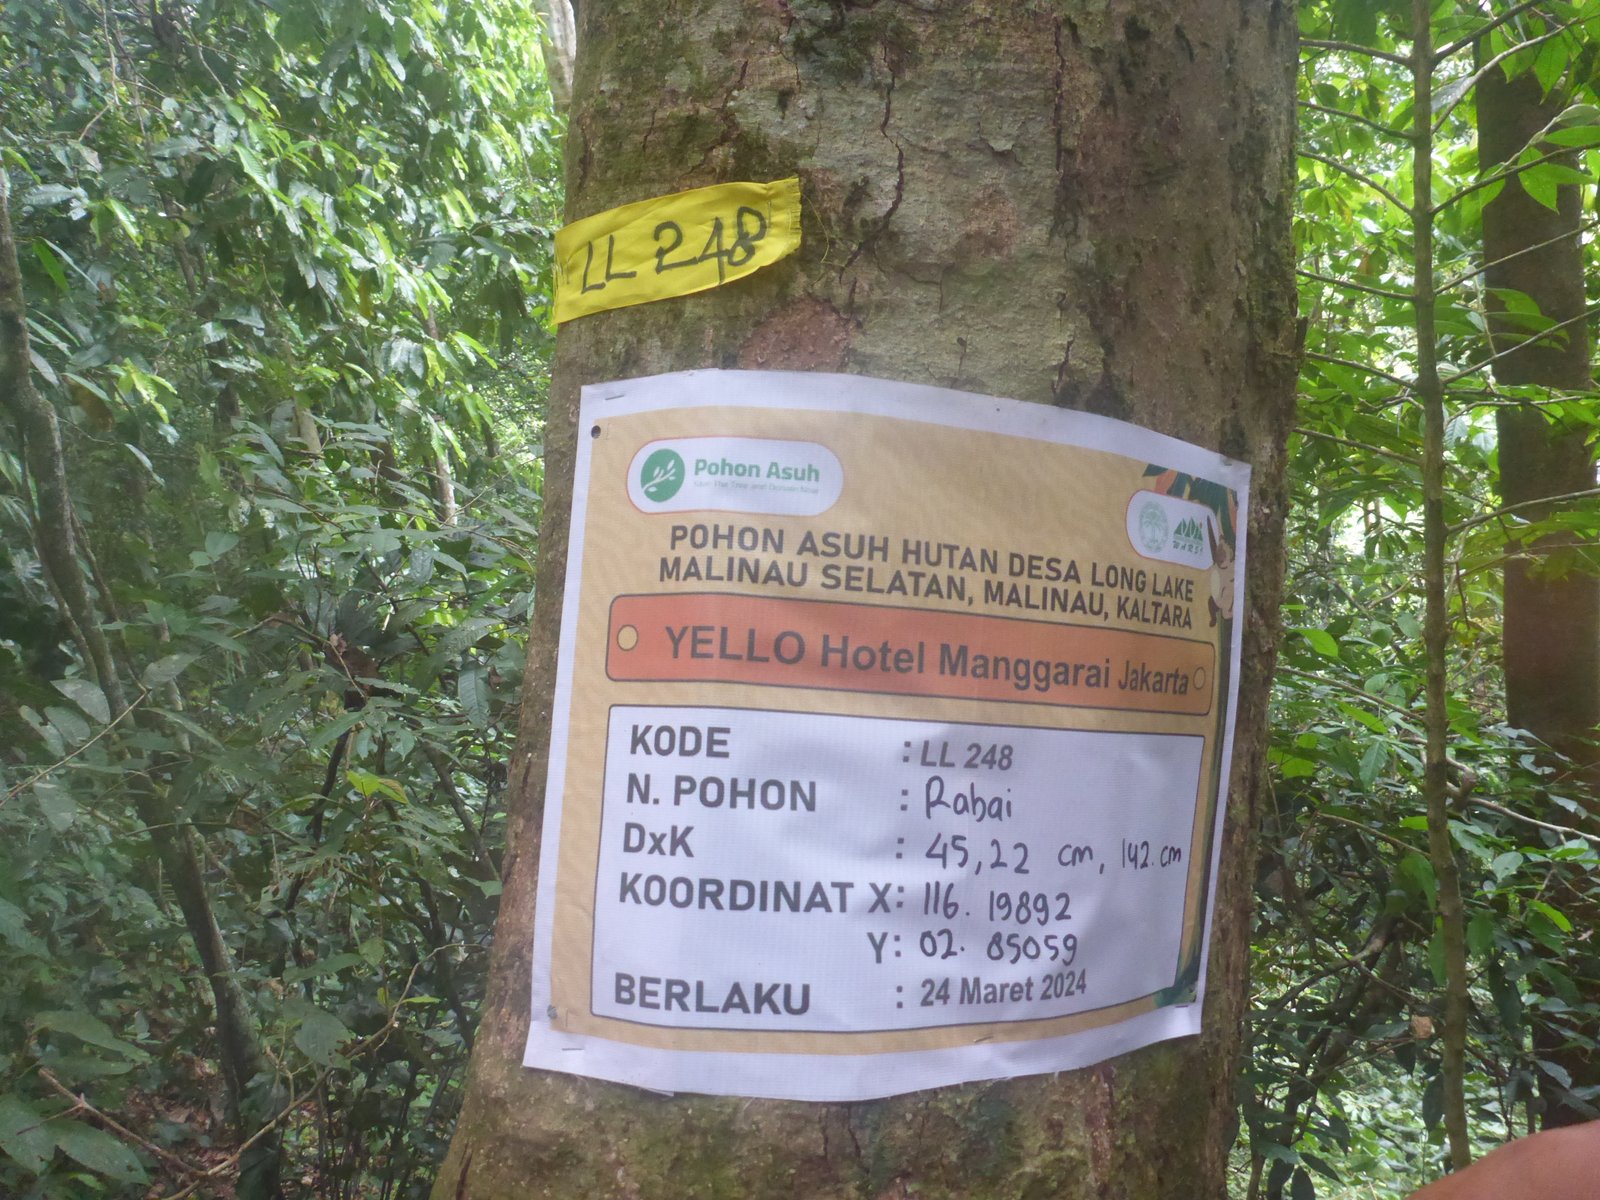 LL 248
Pohon Asuh
POHON ASUH HUTAN DESA LONG LAKE
MALINAU SELATAN, MALINAU, KALTARA
WARSI
YELLO Hotel Manggarai Jakarta
KODE : LL 248
N. POHON : Rabai
DxK : 45,22 cm, 142. cm
KOORDINAT X: 116. 19892
Y: 02. 85059
BERLAKU : 24 Maret 2024